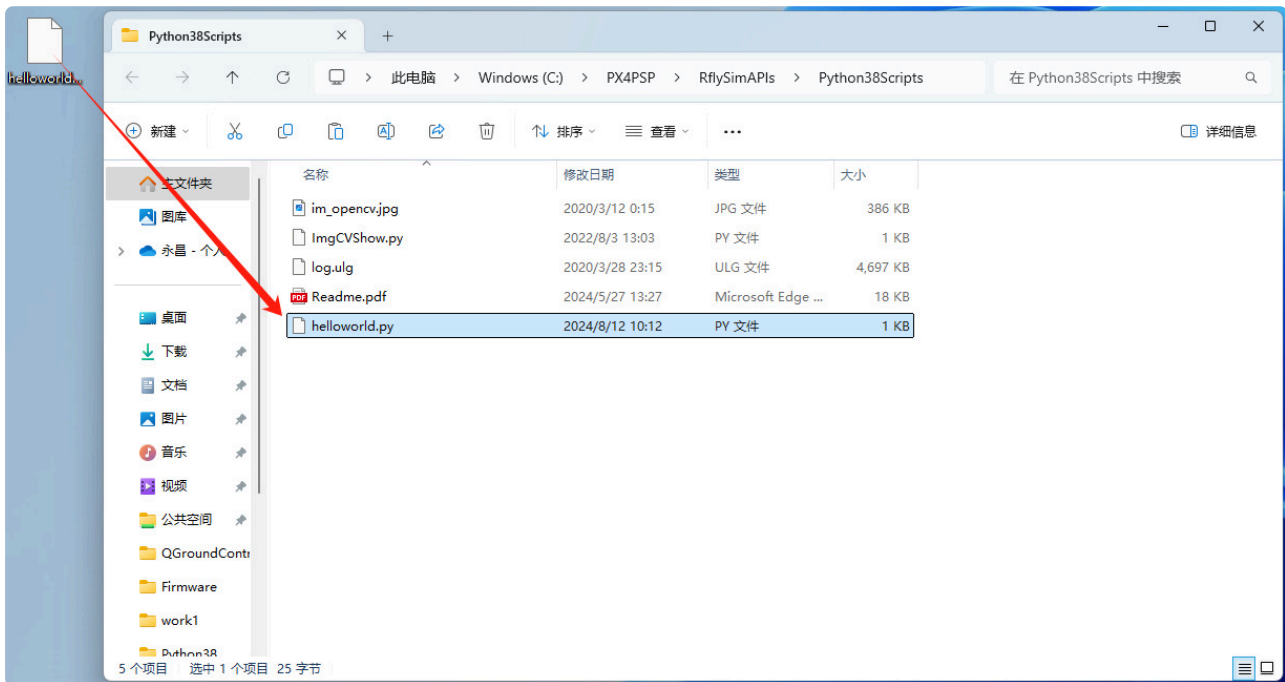 Python38Scripts
helloworld...
此电脑 > Windows (C:) > PX4PSP > RflySimAPIs > Python38Scripts
在 Python38Scripts 中搜索
新建
排序
查看
详细信息
名称 修改日期 类型 大小
im_opencv.jpg 2020/3/12 0:15 JPG 文件 386 KB
ImgCVShow.py 2022/8/3 13:03 PY 文件 1 KB
log.ulg 2020/3/28 23:15 ULG 文件 4,697 KB
Readme.pdf 2024/5/27 13:27 Microsoft Edge ... 18 KB
helloworld.py 2024/8/12 10:12 PY 文件 1 KB
主文件夹
图库
永昌 - 个人
桌面
下载
文档
图片
音乐
视频
公共空间
QGroundContr
Firmware
work1
Python38
5 个项目 选中 1 个项目 25 字节